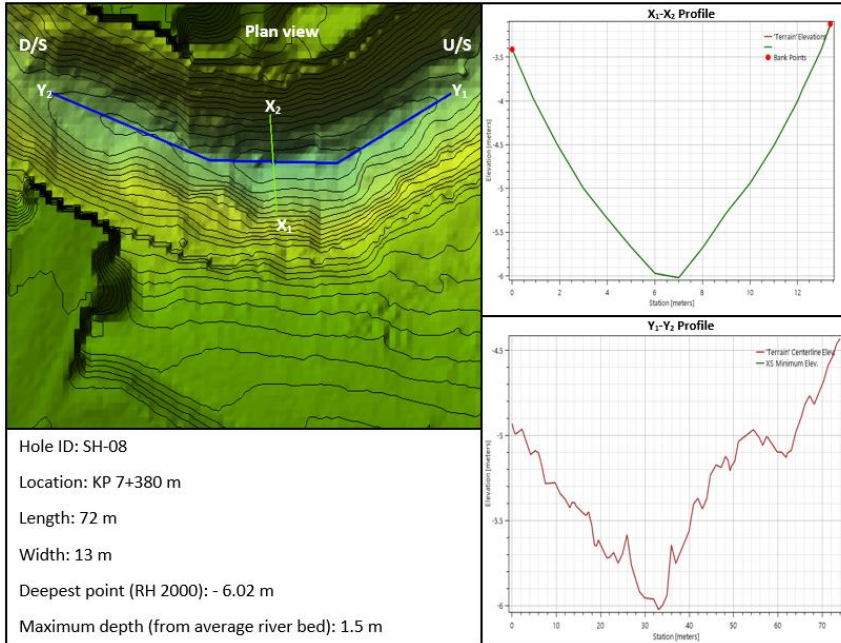 Plan view
D/S
U/S
Y₂
Y₁
X₂
X₁
X₁-X₂ Profile
'Terrain' Elevations
Bank Points
Elevation [meters]
-3.5
-4
-4.5
-5
-5.5
-6
0 2 4 6 8 10 12
Station [meters]
Y₁-Y₂ Profile
'Terrain' Centerline Elev.
XS Minimum Elev.
Elevation [meters]
-4.5
-5
-5.5
-6
0 10 20 30 40 50 60 70
Station [meters]
Hole ID: SH-08
Location: KP 7+380 m
Length: 72 m
Width: 13 m
Deepest point (RH 2000): - 6.02 m
Maximum depth (from average river bed): 1.5 m